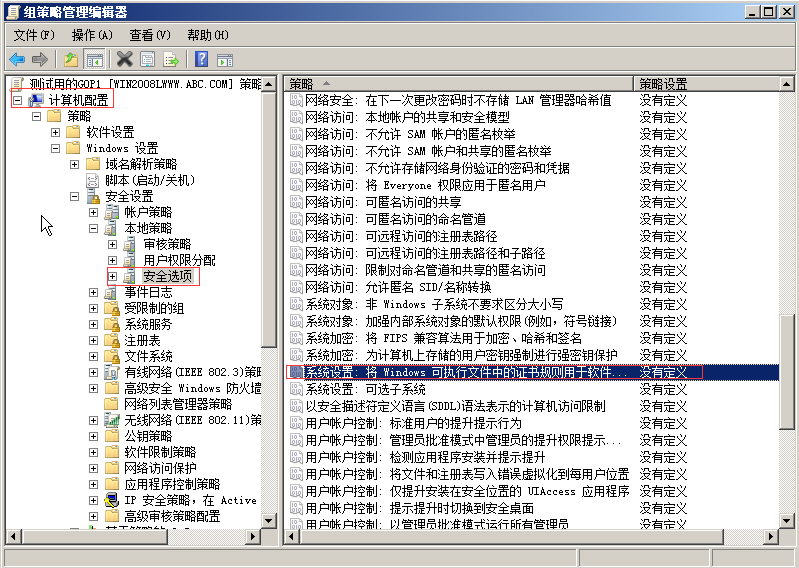 组策略管理编辑器
文件(F) 操作(A) 查看(V) 帮助(H)
测试用的GOP1 [WIN2008LWWW.ABC.COM] 策略
计算机配置
策略
软件设置
Windows 设置
域名解析策略
脚本(启动/关机)
安全设置
帐户策略
本地策略
审核策略
用户权限分配
安全选项
事件日志
受限制的组
系统服务
注册表
文件系统
有线网络(IEEE 802.3)策略
高级安全 Windows 防火墙
网络列表管理器策略
无线网络(IEEE 802.11)策
公钥策略
软件限制策略
网络访问保护
应用程序控制策略
IP 安全策略，在 Active
高级审核策略配置
策略 策略设置
网络安全: 在下一次更改密码时不存储 LAN 管理器哈希值 没有定义
网络访问: 本地帐户的共享和安全模型 没有定义
网络访问: 不允许 SAM 帐户的匿名枚举 没有定义
网络访问: 不允许 SAM 帐户和共享的匿名枚举 没有定义
网络访问: 不允许存储网络身份验证的密码和凭据 没有定义
网络访问: 将 Everyone 权限应用于匿名用户 没有定义
网络访问: 可匿名访问的共享 没有定义
网络访问: 可匿名访问的命名管道 没有定义
网络访问: 可远程访问的注册表路径 没有定义
网络访问: 可远程访问的注册表路径和子路径 没有定义
网络访问: 限制对命名管道和共享的匿名访问 没有定义
网络访问: 允许匿名 SID/名称转换 没有定义
系统对象: 非 Windows 子系统不要求区分大小写 没有定义
系统对象: 加强内部系统对象的默认权限(例如，符号链接) 没有定义
系统加密: 将 FIPS 兼容算法用于加密、哈希和签名 没有定义
系统加密: 为计算机上存储的用户密钥强制进行强密钥保护 没有定义
系统设置: 将 Windows 可执行文件中的证书规则用于软件... 没有定义
系统设置: 可选子系统 没有定义
以安全描述符定义语言(SDDL)语法表示的计算机访问限制 没有定义
用户帐户控制: 标准用户的提升提示行为 没有定义
用户帐户控制: 管理员批准模式中管理员的提升权限提示... 没有定义
用户帐户控制: 检测应用程序安装并提示提升 没有定义
用户帐户控制: 将文件和注册表写入错误虚拟化到每用户位置 没有定义
用户帐户控制: 仅提升安装在安全位置的 UIAccess 应用程序 没有定义
用户帐户控制: 提示提升时切换到安全桌面 没有定义
用户帐户控制: 以管理员批准模式运行所有管理员 没有定义